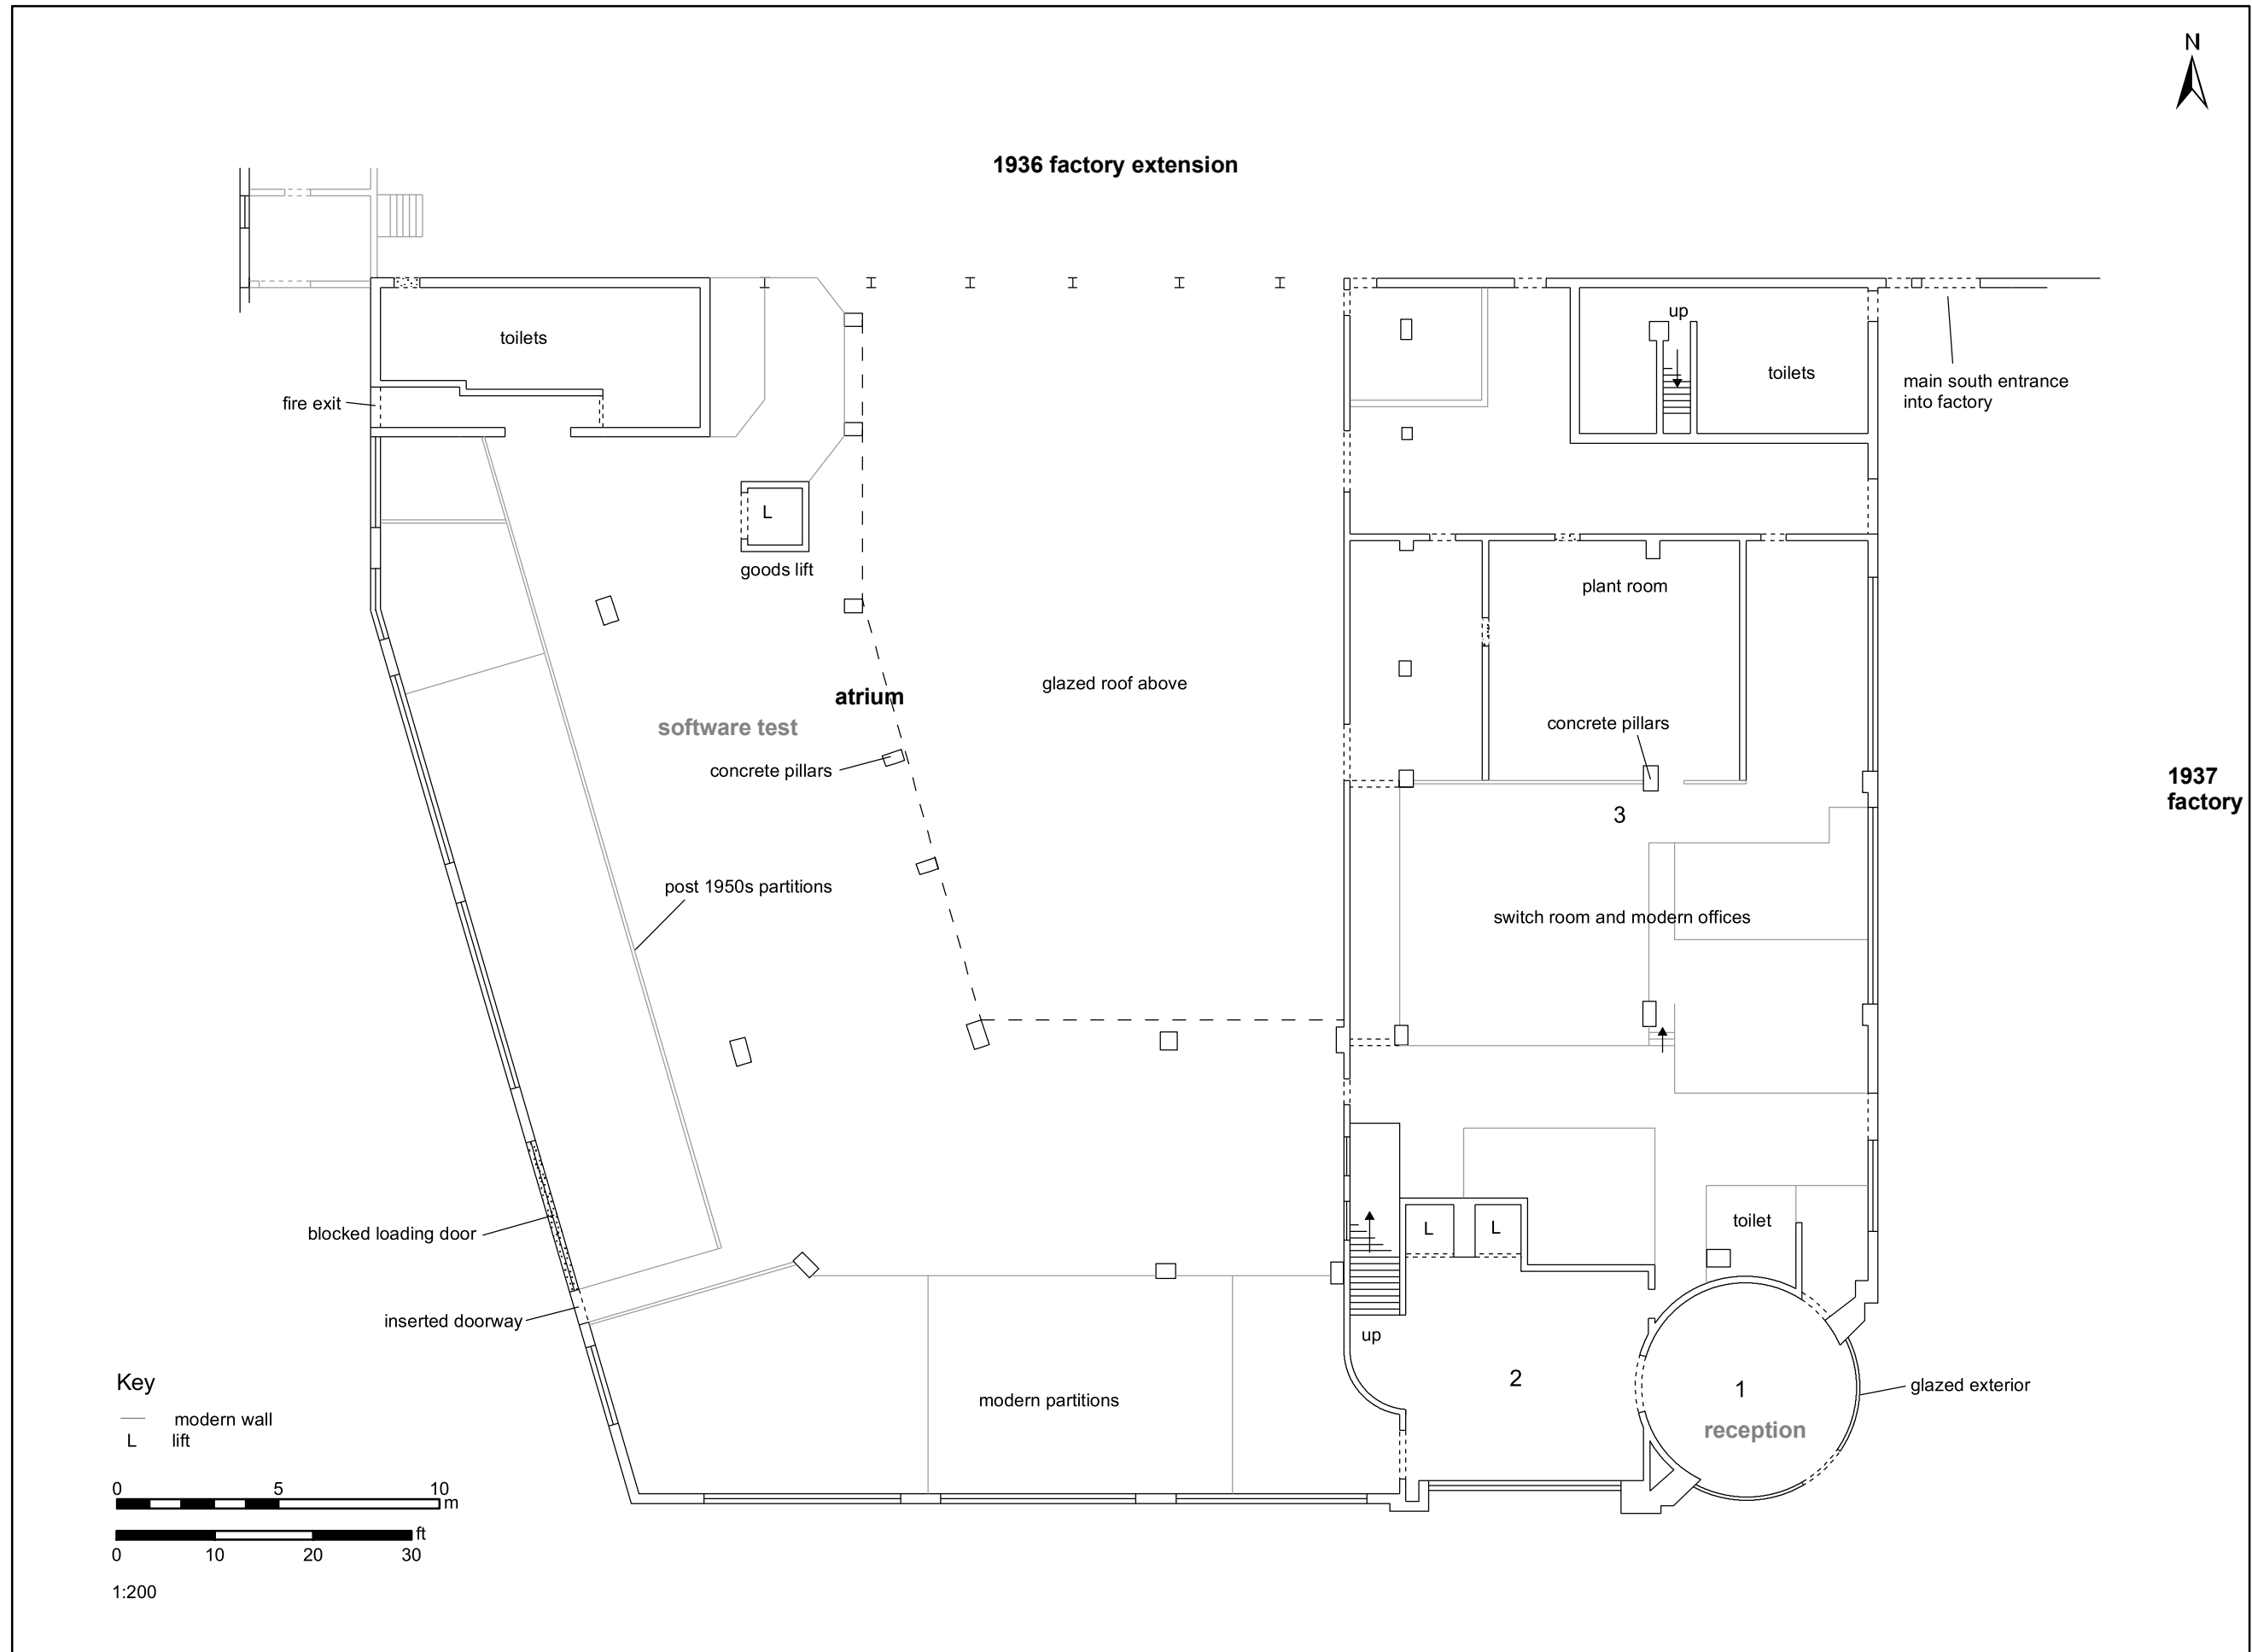 N
1936 factory extension
up
toilets
toilets
main south entrance
into factory
fire exit
L
goods lift
plant room
glazed roof above
atrium
software test
concrete pillars
concrete pillars
1937
factory
3
post 1950s partitions
switch room and modern offices
toilet
L
L
blocked loading door
inserted doorway
up
2
1
glazed exterior
reception
modern partitions
Key
modern wall
L lift
0 5 10
m
ft
0 10 20 30
1:200